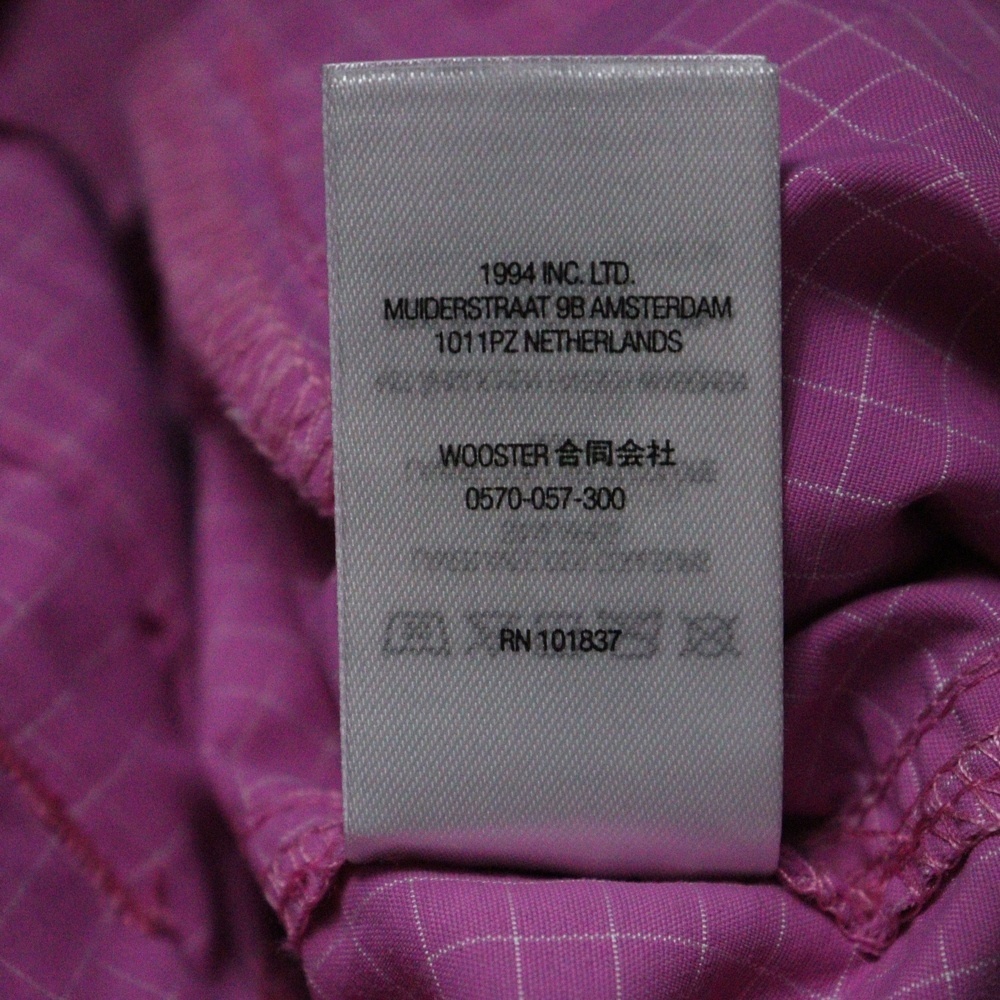 1994 INC. LTD.
MUIDERSTRAAT 9B AMSTERDAM
1011PZ NETHERLANDS
WOOSTER 合同会社
0570-057-300
RN 101837